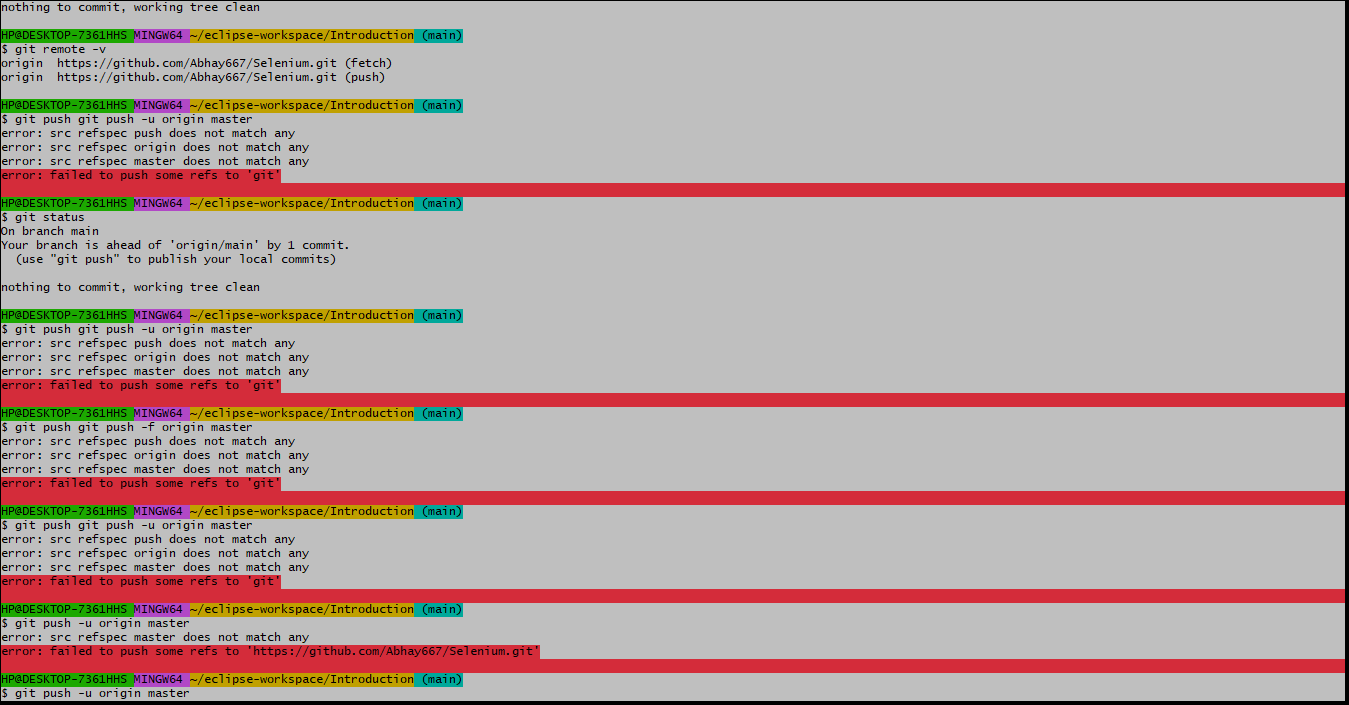 nothing to commit, working tree clean
HP@DESKTOP-7361HHS MINGW64 ~/eclipse-workspace/Introduction (main)
$ git remote -v
origin  https://github.com/Abhay667/Selenium.git (fetch)
origin  https://github.com/Abhay667/Selenium.git (push)
HP@DESKTOP-7361HHS MINGW64 ~/eclipse-workspace/Introduction (main)
$ git push git push -u origin master
error: src refspec push does not match any
error: src refspec origin does not match any
error: src refspec master does not match any
error: failed to push some refs to 'git'
HP@DESKTOP-7361HHS MINGW64 ~/eclipse-workspace/Introduction (main)
$ git status
On branch main
Your branch is ahead of 'origin/main' by 1 commit.
  (use "git push" to publish your local commits)
nothing to commit, working tree clean
HP@DESKTOP-7361HHS MINGW64 ~/eclipse-workspace/Introduction (main)
$ git push git push -u origin master
error: src refspec push does not match any
error: src refspec origin does not match any
error: src refspec master does not match any
error: failed to push some refs to 'git'
HP@DESKTOP-7361HHS MINGW64 ~/eclipse-workspace/Introduction (main)
$ git push git push -f origin master
error: src refspec push does not match any
error: src refspec origin does not match any
error: src refspec master does not match any
error: failed to push some refs to 'git'
HP@DESKTOP-7361HHS MINGW64 ~/eclipse-workspace/Introduction (main)
$ git push git push -u origin master
error: src refspec push does not match any
error: src refspec origin does not match any
error: src refspec master does not match any
error: failed to push some refs to 'git'
HP@DESKTOP-7361HHS MINGW64 ~/eclipse-workspace/Introduction (main)
$ git push -u origin master
error: src refspec master does not match any
error: failed to push some refs to 'https://github.com/Abhay667/Selenium.git'
HP@DESKTOP-7361HHS MINGW64 ~/eclipse-workspace/Introduction (main)
$ git push -u origin master